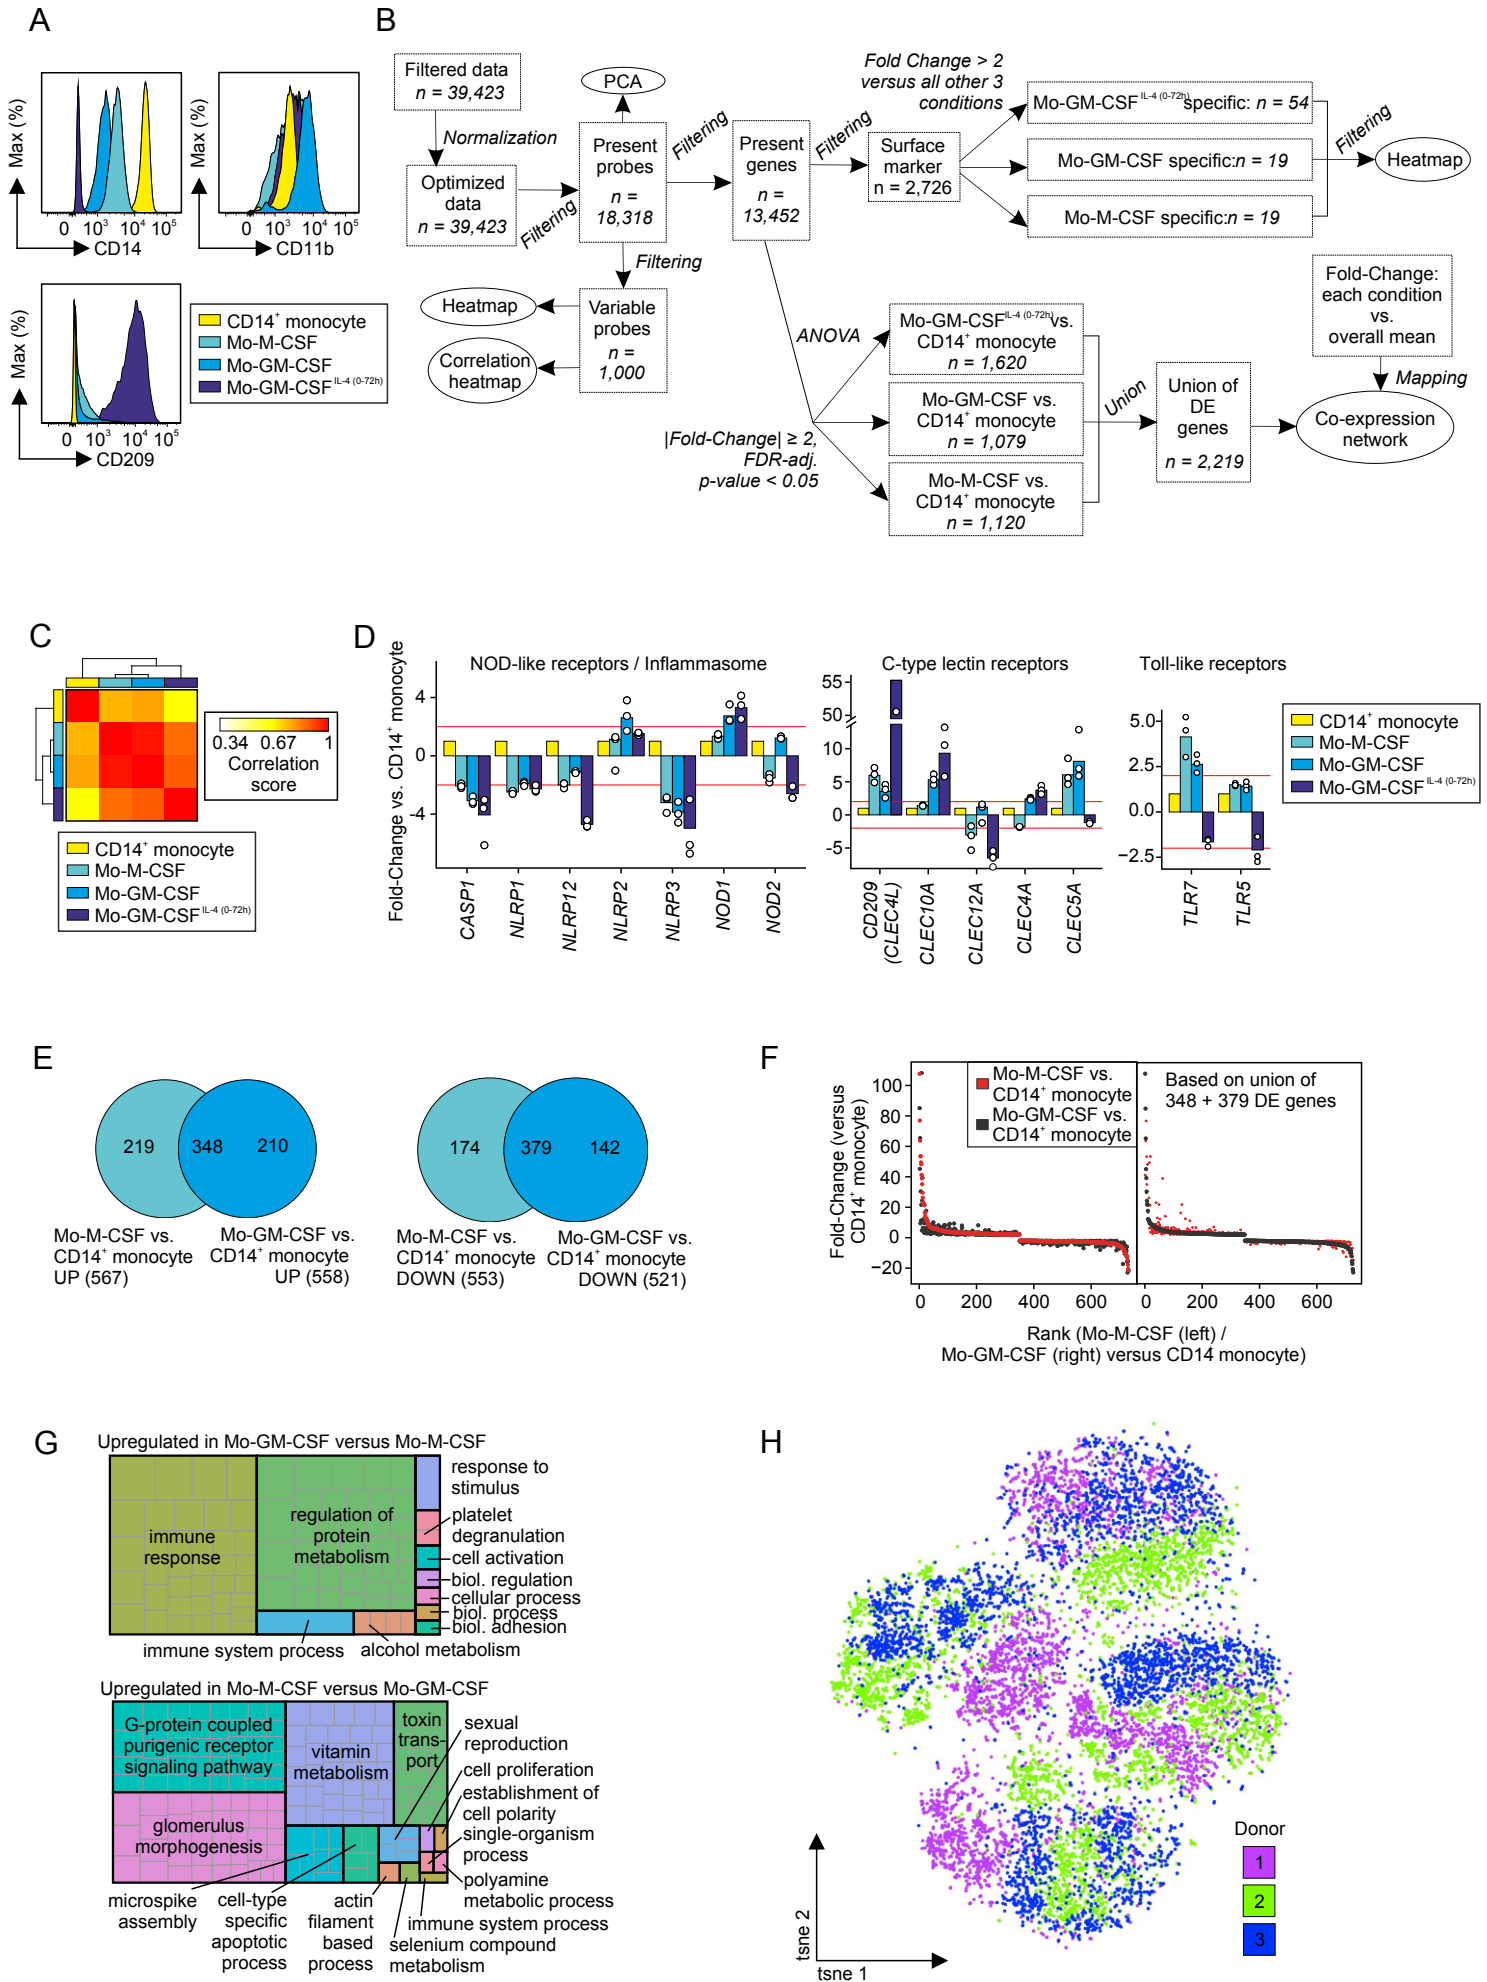 A
Max (%)
0 10³ 10⁴ 10⁵
CD14
Max (%)
0 10³ 10⁴ 10⁵
CD11b
Max (%)
0 10³ 10⁴ 10⁵
CD209
CD14⁺ monocyte
Mo-M-CSF
Mo-GM-CSF
Mo-GM-CSF IL-4 (0-72h)
B
Filtered data
n = 39,423
Normalization
Optimized
data
n = 39,423
Filtering
PCA
Present
probes
n =
18,318
Filtering
Variable
probes
n =
1,000
Heatmap
Correlation
heatmap
Filtering
Present
genes
n =
13,452
Filtering
Surface
marker
n = 2,726
Fold Change > 2
versus all other 3
conditions
Mo-GM-CSF IL-4 (0-72h) specific: n = 54
Mo-GM-CSF specific:n = 19
Mo-M-CSF specific:n = 19
Filtering
Heatmap
ANOVA
|Fold-Change| ≥ 2,
FDR-adj.
p-value < 0.05
Mo-GM-CSF IL-4 (0-72h) vs.
CD14⁺ monocyte
n = 1,620
Mo-GM-CSF vs.
CD14⁺ monocyte
n = 1,079
Mo-M-CSF vs.
CD14⁺ monocyte
n = 1,120
Union
Union of
DE
genes
n = 2,219
Fold-Change:
each condition
vs.
overall mean
Mapping
Co-expression
network
C
0.34 0.67 1
Correlation
score
CD14⁺ monocyte
Mo-M-CSF
Mo-GM-CSF
Mo-GM-CSF IL-4 (0-72h)
D
Fold-Change vs. CD14⁺ monocyte
NOD-like receptors / Inflammasome
4
0
−4
CASP1
NLRP1
NLRP12
NLRP2
NLRP3
NOD1
NOD2
C-type lectin receptors
55
50
10
5
0
−5
CD209
(CLEC4L)
CLEC10A
CLEC12A
CLEC4A
CLEC5A
Toll-like receptors
5.0
2.5
0.0
−2.5
TLR7
TLR5
CD14⁺ monocyte
Mo-M-CSF
Mo-GM-CSF
Mo-GM-CSF IL-4 (0-72h)
E
219 348 210
Mo-M-CSF vs.
CD14⁺ monocyte
UP (567)
Mo-GM-CSF vs.
CD14⁺ monocyte
UP (558)
174 379 142
Mo-M-CSF vs.
CD14⁺ monocyte
DOWN (553)
Mo-GM-CSF vs.
CD14⁺ monocyte
DOWN (521)
F
Fold-Change (versus
CD14⁺ monocyte)
100
80
60
40
20
0
−20
Mo-M-CSF vs.
CD14⁺ monocyte
Mo-GM-CSF vs.
CD14⁺ monocyte
Based on union of
348 + 379 DE genes
0 200 400 600
0 200 400 600
Rank (Mo-M-CSF (left) /
Mo-GM-CSF (right) versus CD14 monocyte)
G
Upregulated in Mo-GM-CSF versus Mo-M-CSF
immune
response
regulation of
protein
metabolism
response to
stimulus
platelet
degranulation
cell activation
biol. regulation
cellular process
biol. process
biol. adhesion
immune system process
alcohol metabolism
Upregulated in Mo-M-CSF versus Mo-GM-CSF
G-protein coupled
purigenic receptor
signaling pathway
vitamin
metabolism
toxin
trans-
port
glomerulus
morphogenesis
sexual
reproduction
cell proliferation
establishment of
cell polarity
single-organism
process
polyamine
metabolic process
immune system process
selenium compound
metabolism
actin
filament
based
process
cell-type
specific
apoptotic
process
microspike
assembly
H
Donor
1
2
3
tsne 2
tsne 1